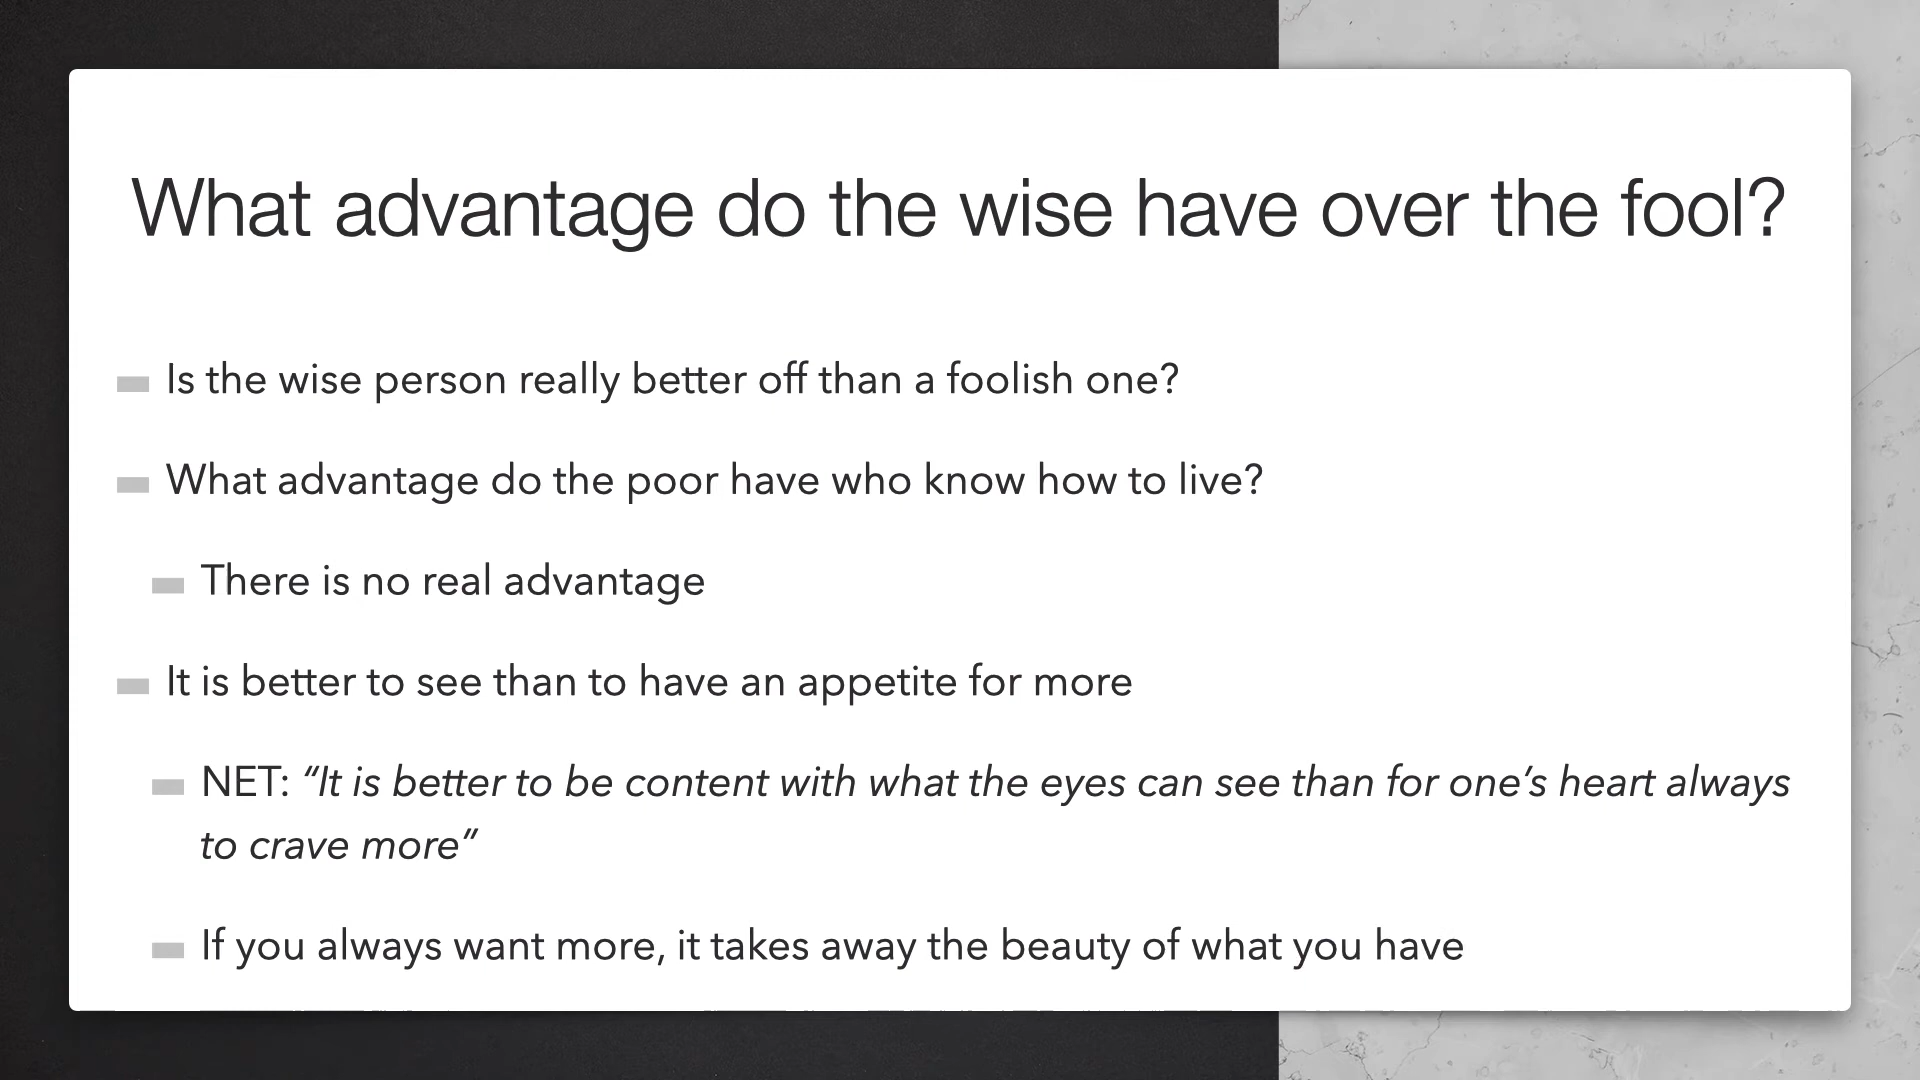 What advantage do the wise have over the fool?
Is the wise person really better off than a foolish one?
What advantage do the poor have who know how to live?
There is no real advantage
It is better to see than to have an appetite for more
NET: “It is better to be content with what the eyes can see than for one’s heart always
to crave more”
If you always want more, it takes away the beauty of what you have